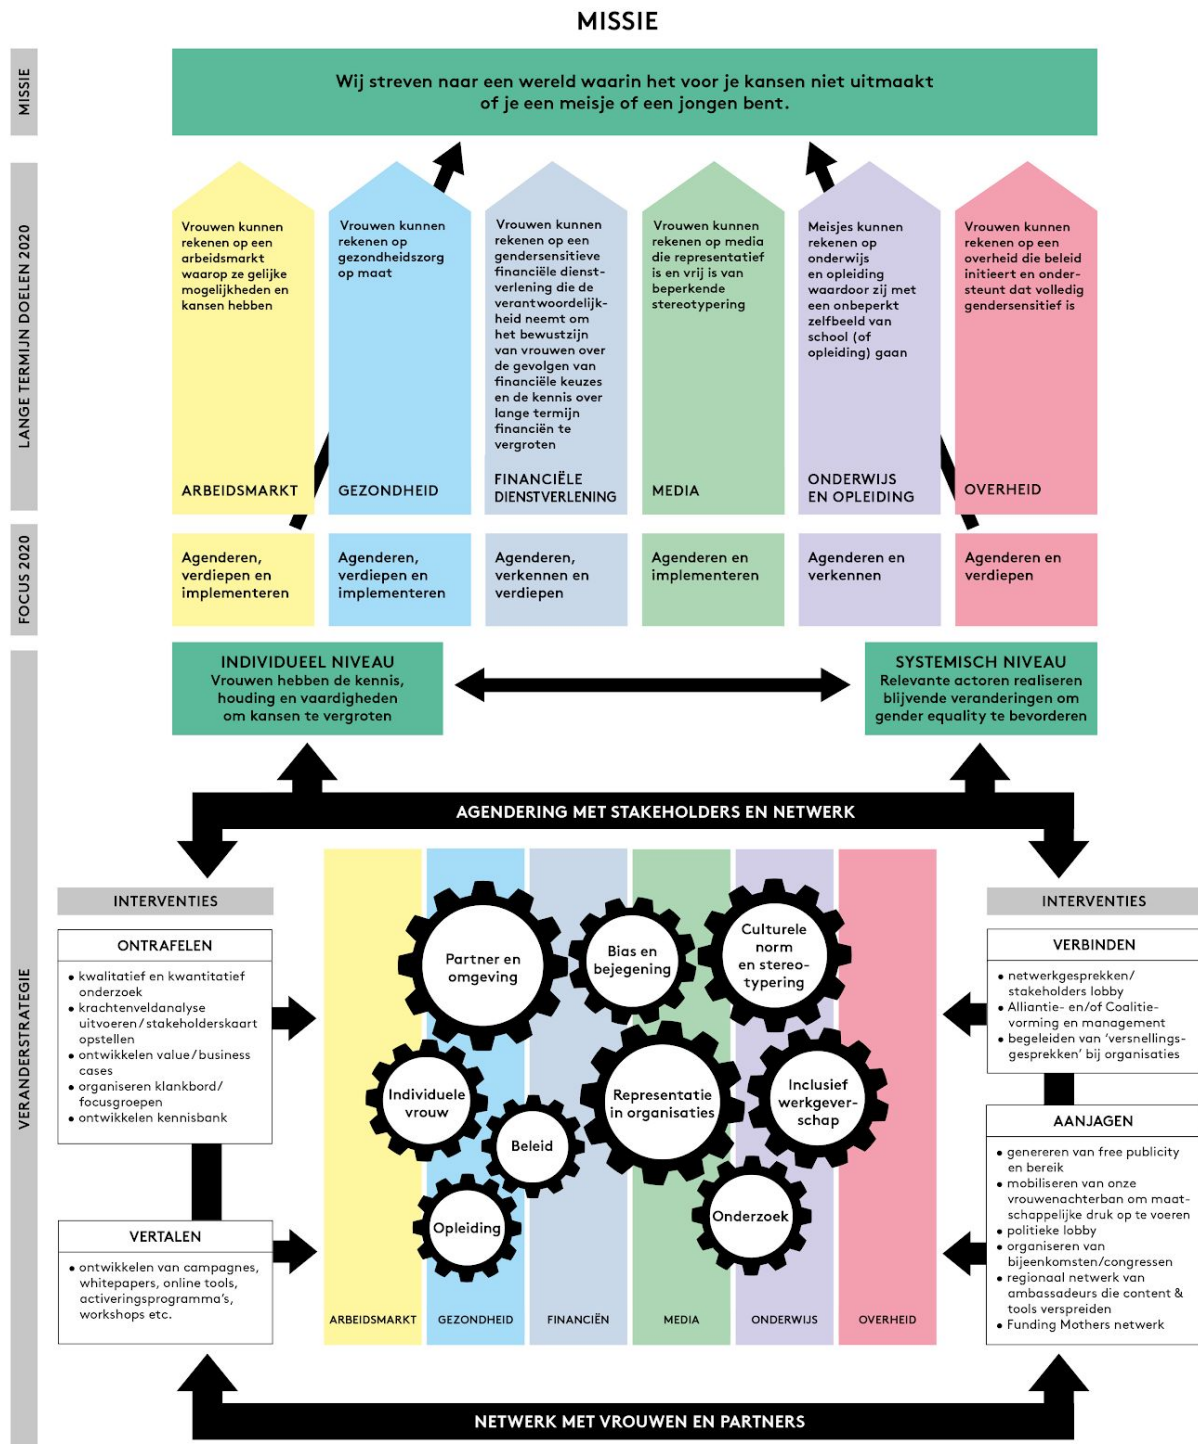 MISSIE
MISSIE
Wij streven naar een wereld waarin het voor je kansen niet uitmaakt
of je een meisje of een jongen bent.
LANGE TERMIJN DOELEN 2020
Vrouwen kunnen
rekenen op een
arbeidsmarkt
waarop ze gelijke
mogelijkheden en
kansen hebben
ARBEIDSMARKT
Vrouwen kunnen
rekenen op
gezondheidszorg
op maat
GEZONDHEID
Vrouwen kunnen
rekenen op een
gendersensitieve
financiële dienst-
verlening die de
verantwoordelijk-
heid neemt om
het bewustzijn
van vrouwen over
de gevolgen van
financiële keuzes
en de kennis over
lange termijn
financiën te
vergroten
FINANCIËLE
DIENSTVERLENING
Vrouwen kunnen
rekenen op media
die representatief
is en vrij is van
beperkende
stereotypering
MEDIA
Meisjes kunnen
rekenen op
onderwijs
en opleiding
waardoor zij met
een onbeperkt
zelfbeeld van
school (of
opleiding) gaan
ONDERWIJS
EN OPLEIDING
Vrouwen kunnen
rekenen op een
overheid die beleid
initieert en onder-
steunt dat volledig
gendersensitief is
OVERHEID
FOCUS 2020
Agenderen,
verdiepen en
implementeren
Agenderen,
verdiepen en
implementeren
Agenderen,
verkennen en
verdiepen
Agenderen en
implementeren
Agenderen en
verkennen
Agenderen en
verdiepen
VERANDERSTRATEGIE
INDIVIDUEEL NIVEAU
Vrouwen hebben de kennis,
houding en vaardigheden
om kansen te vergroten
SYSTEMISCH NIVEAU
Relevante actoren realiseren
blijvende veranderingen om
gender equality te bevorderen
AGENDERING MET STAKEHOLDERS EN NETWERK
INTERVENTIES
ONTRAFELEN
• kwalitatief en kwantitatief
onderzoek
• krachtenveldanalyse
uitvoeren/stakeholderskaart
opstellen
• ontwikkelen value/business
cases
• organiseren klankbord/
focusgroepen
• ontwikkelen kennisbank
VERTALEN
• ontwikkelen van campagnes,
whitepapers, online tools,
activeringsprogramma's,
workshops etc.
Partner en
omgeving
Bias en
bejegening
Culturele
norm
en stereo-
typering
Individuele
vrouw
Beleid
Representatie
in organisaties
Inclusief
werkgever-
schap
Opleiding
Onderzoek
ARBEIDSMARKT
GEZONDHEID
FINANCIËN
MEDIA
ONDERWIJS
OVERHEID
INTERVENTIES
VERBINDEN
• netwerkgesprekken/
stakeholders lobby
• Alliantie- en/of Coalitie-
vorming en management
• begeleiden van ‘versnellings-
gesprekken’ bij organisaties
AANJAGEN
• genereren van free publicity
en bereik
• mobiliseren van onze
vrouwenachterban om maat-
schappelijke druk op te voeren
• politieke lobby
• organiseren van
bijeenkomsten/congressen
• regionaal netwerk van
ambassadeurs die content &
tools verspreiden
• Funding Mothers netwerk
NETWERK MET VROUWEN EN PARTNERS